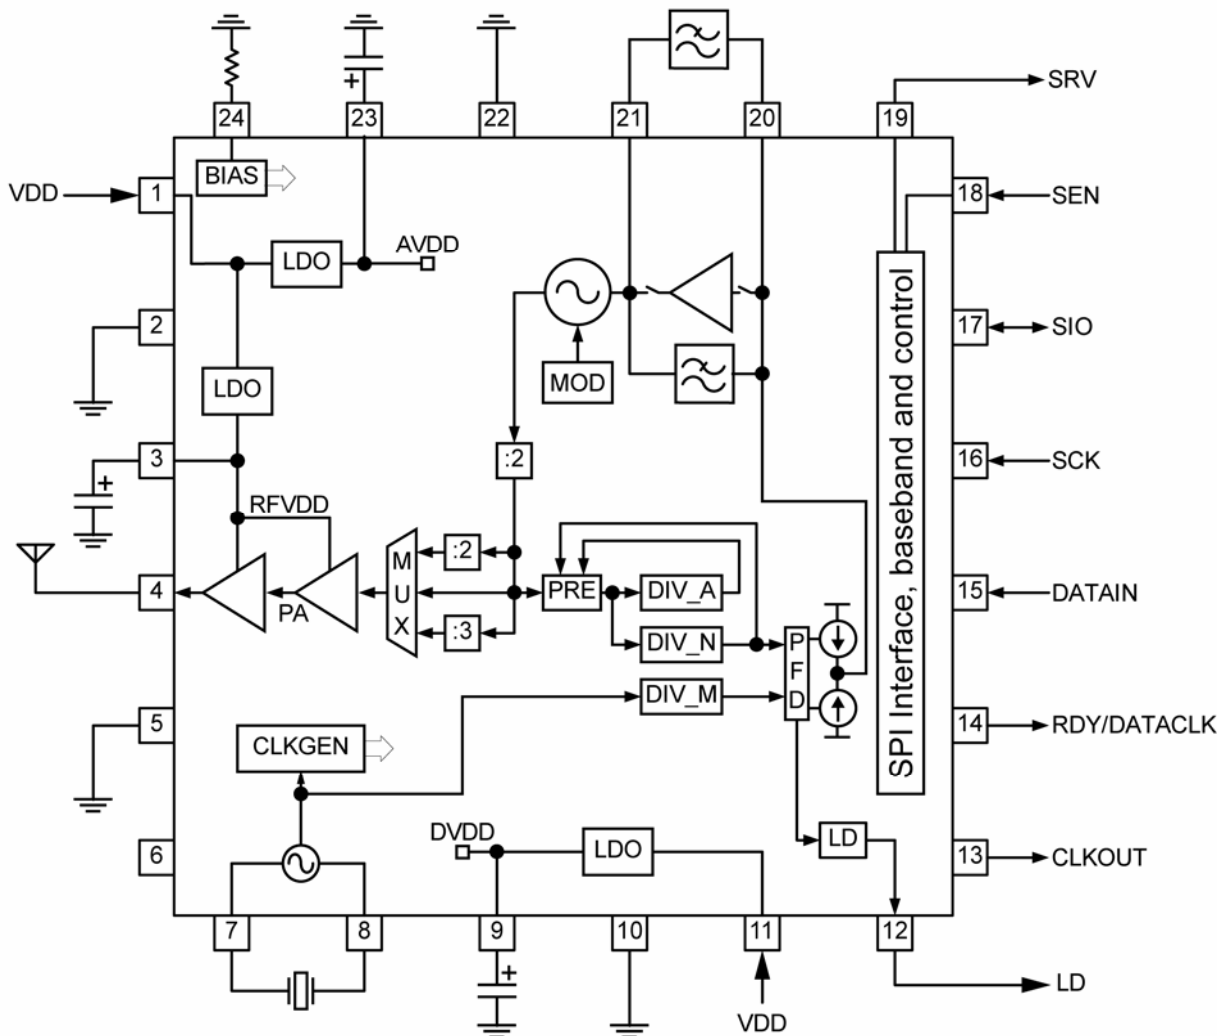 24
23
22
21
20
19
SRV
VDD
1
BIAS
18
SEN
LDO
AVDD
2
17
SIO
LDO
MOD
SPI Interface, baseband and control
3
:2
16
SCK
RFVDD
4
PA
MUX
:2
:3
PRE
DIV_A
DIV_N
DIV_M
PFD
15
DATAIN
5
CLKGEN
14
RDY/DATACLK
6
DVDD
LDO
LD
13
CLKOUT
7
8
9
10
11
12
+
+
+
LD
VDD